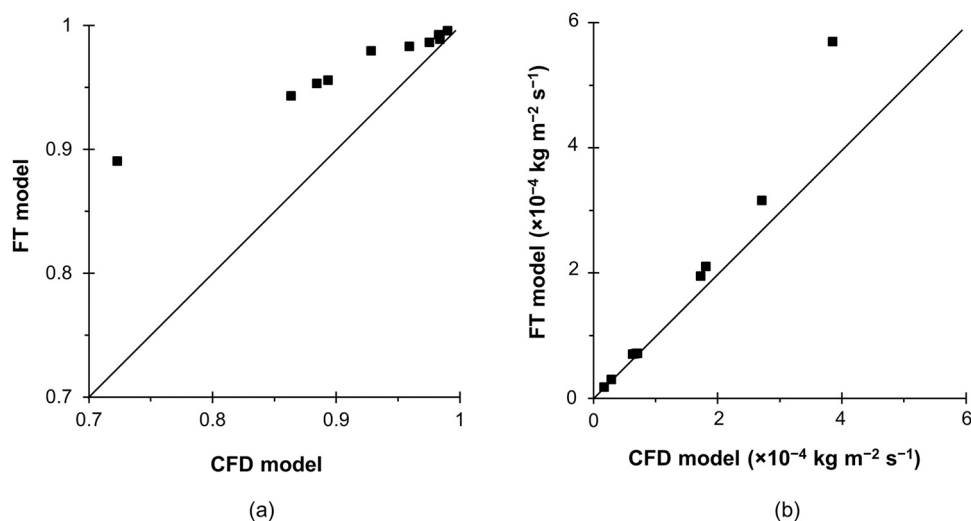 1
0.9
0.8
0.7
FT model
0.7
0.8
0.9
1
CFD model
(a)
6
4
2
0
FT model (×10⁻⁴ kg m⁻² s⁻¹)
0
2
4
6
CFD model (×10⁻⁴ kg m⁻² s⁻¹)
(b)